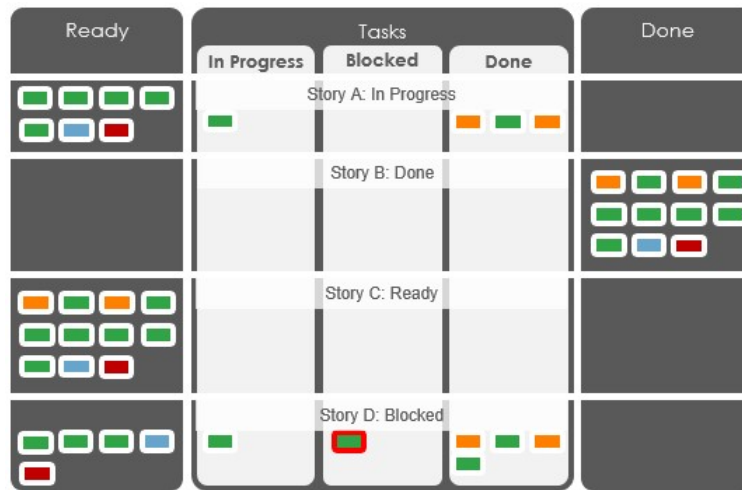 Ready
Tasks
Done
In Progress
Blocked
Done
Story A: In Progress
Story B: Done
Story C: Ready
Story D: Blocked